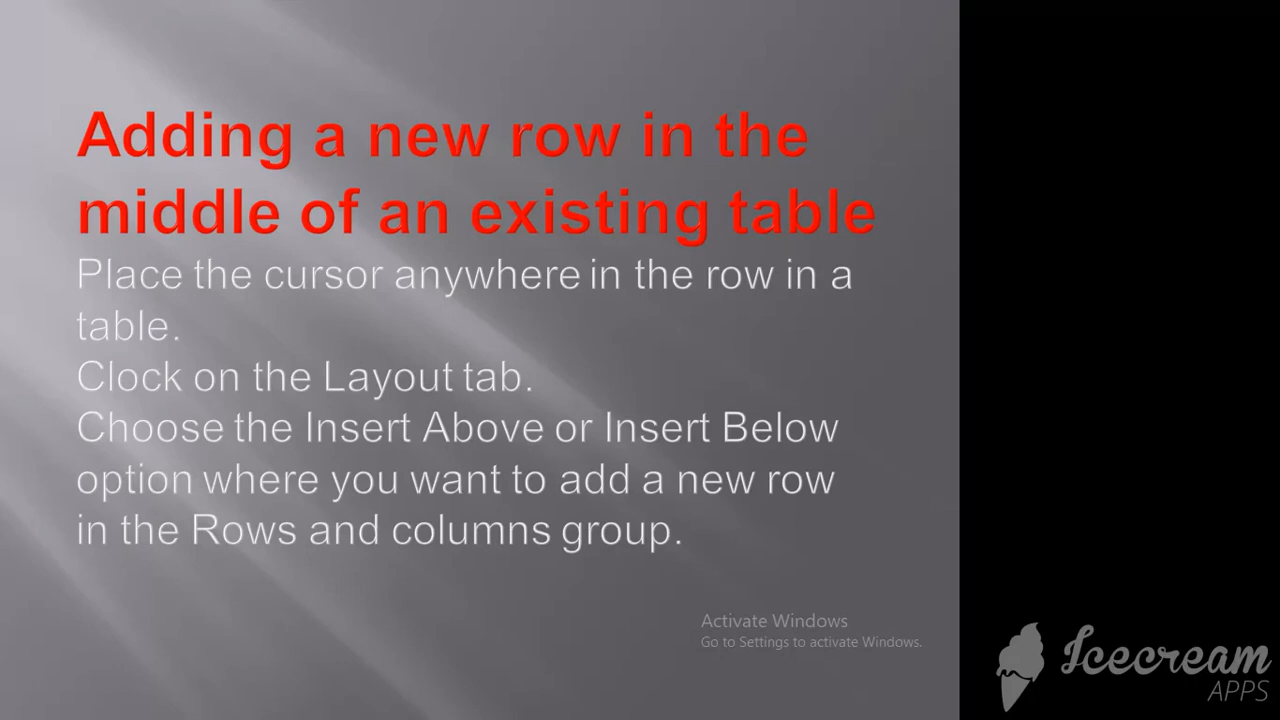 Adding a new row in the
middle of an existing table
Place the cursor anywhere in the row in a
table.
Clock on the Layout tab.
Choose the Insert Above or Insert Below
option where you want to add a new row
in the Rows and columns group.
Activate Windows
Go to Settings to activate Windows.
Icecream
APPS